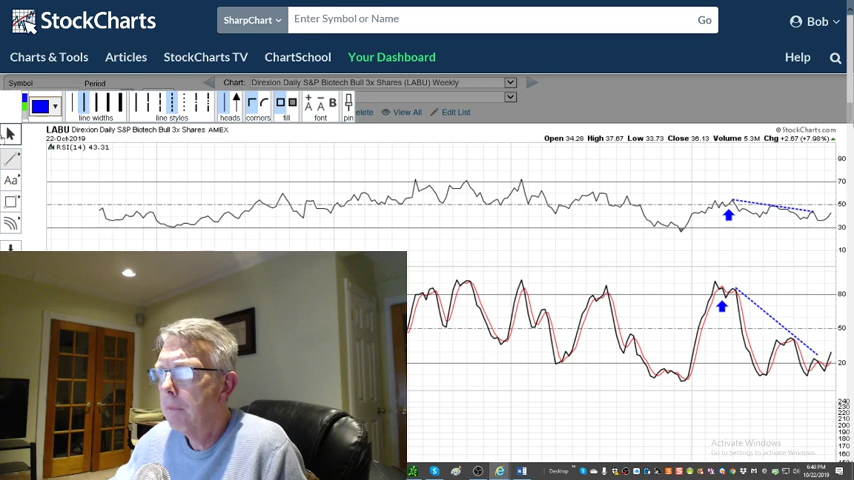 StockCharts
SharpChart
Enter Symbol or Name
Go
Bob
Charts & Tools
Articles
StockCharts TV
ChartSchool
Your Dashboard
Help
Symbol
Period
Chart:
Direxion Daily S&P Biotech Bull 3x Shares (LABU) Weekly
line widths
line styles
heads
corners
fill
font
pin
elete
View All
Edit List
LABU Direxion Daily S&P Biotech Bull 3x Shares AMEX
© StockCharts.com
22-Oct-2019
Open 34.28 High 37.67 Low 33.73 Close 36.13 Volume 5.3M Chg +2.67 (+7.98%)
RSI(14) 43.31
90
70
50
30
10
Aa
80
50
20
240
230
220
210
200
190
180
170
160
Activate Windows
Go to Settings to activate Windows.
Desktop
6:40 PM
10/22/2019